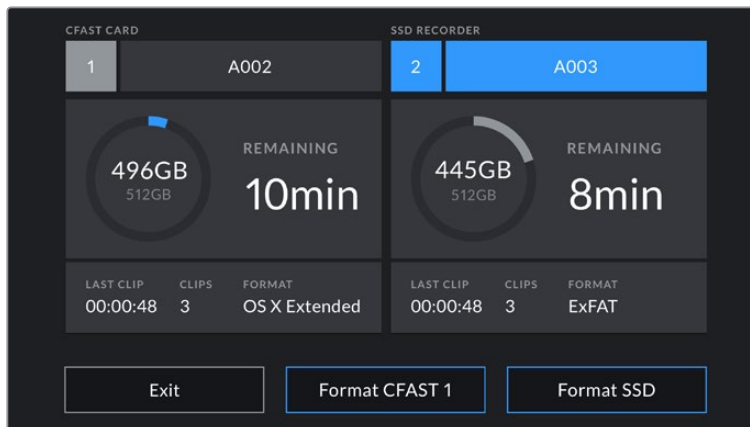 CFAST CARD
1 A002
496GB
512GB
REMAINING
10min
LAST CLIP CLIPS FORMAT
00:00:48 3 OS X Extended
SSD RECORDER
2 A003
445GB
512GB
REMAINING
8min
LAST CLIP CLIPS FORMAT
00:00:48 3 ExFAT
Exit Format CFAST 1 Format SSD